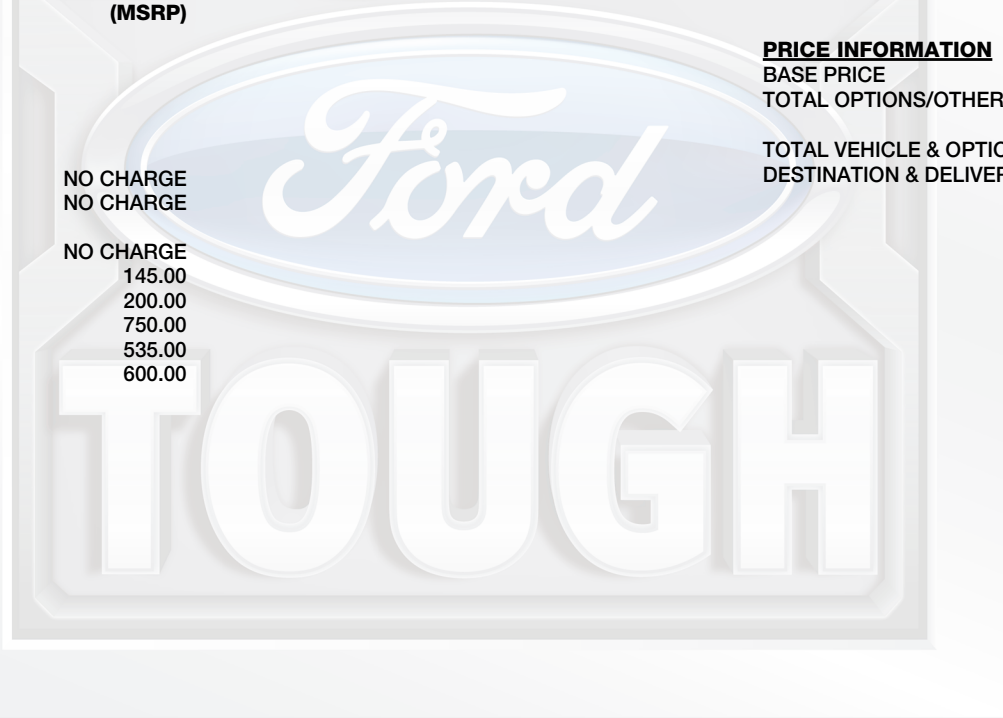 (MSRP)
NO CHARGE
NO CHARGE
NO CHARGE
145.00
200.00
750.00
535.00
600.00
PRICE INFORMATION
BASE PRICE
TOTAL OPTIONS/OTHER
TOTAL VEHICLE & OPTIO
DESTINATION & DELIVER
Ford
TOUGH